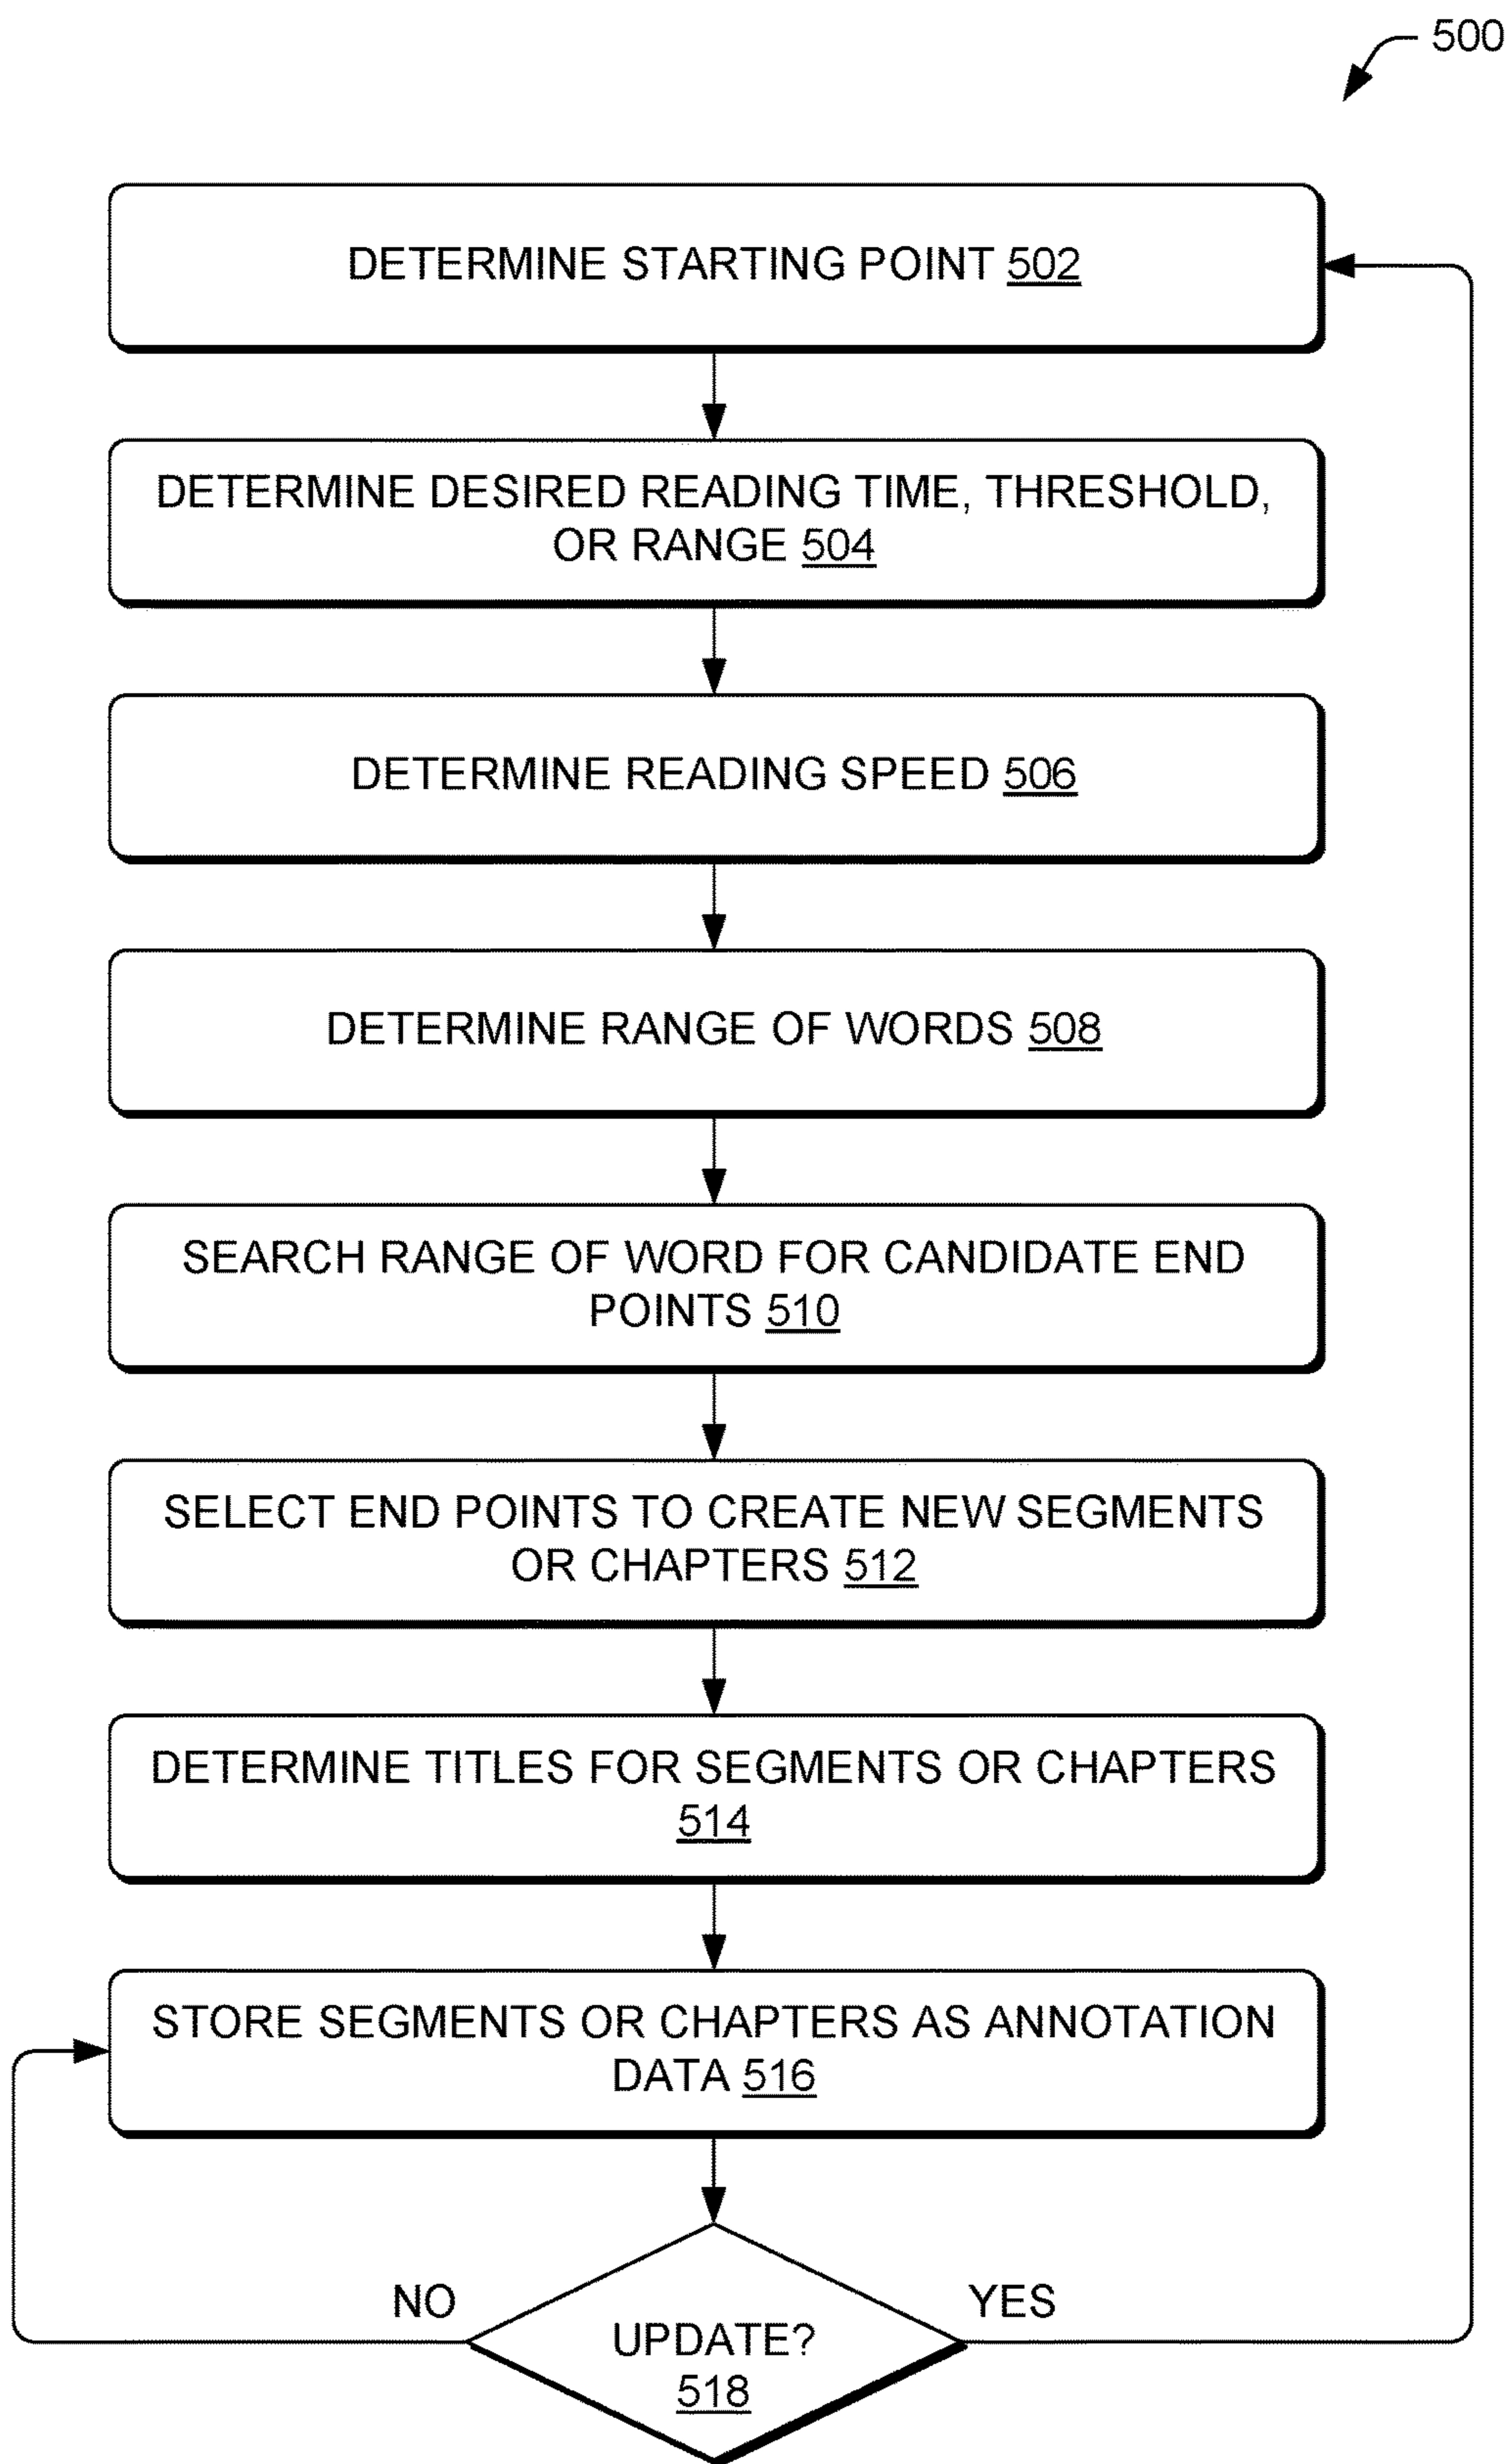 500
DETERMINE STARTING POINT 502
DETERMINE DESIRED READING TIME, THRESHOLD,
OR RANGE 504
DETERMINE READING SPEED 506
DETERMINE RANGE OF WORDS 508
SEARCH RANGE OF WORD FOR CANDIDATE END
POINTS 510
SELECT END POINTS TO CREATE NEW SEGMENTS
OR CHAPTERS 512
DETERMINE TITLES FOR SEGMENTS OR CHAPTERS
514
STORE SEGMENTS OR CHAPTERS AS ANNOTATION
DATA 516
NO
YES
UPDATE?
518